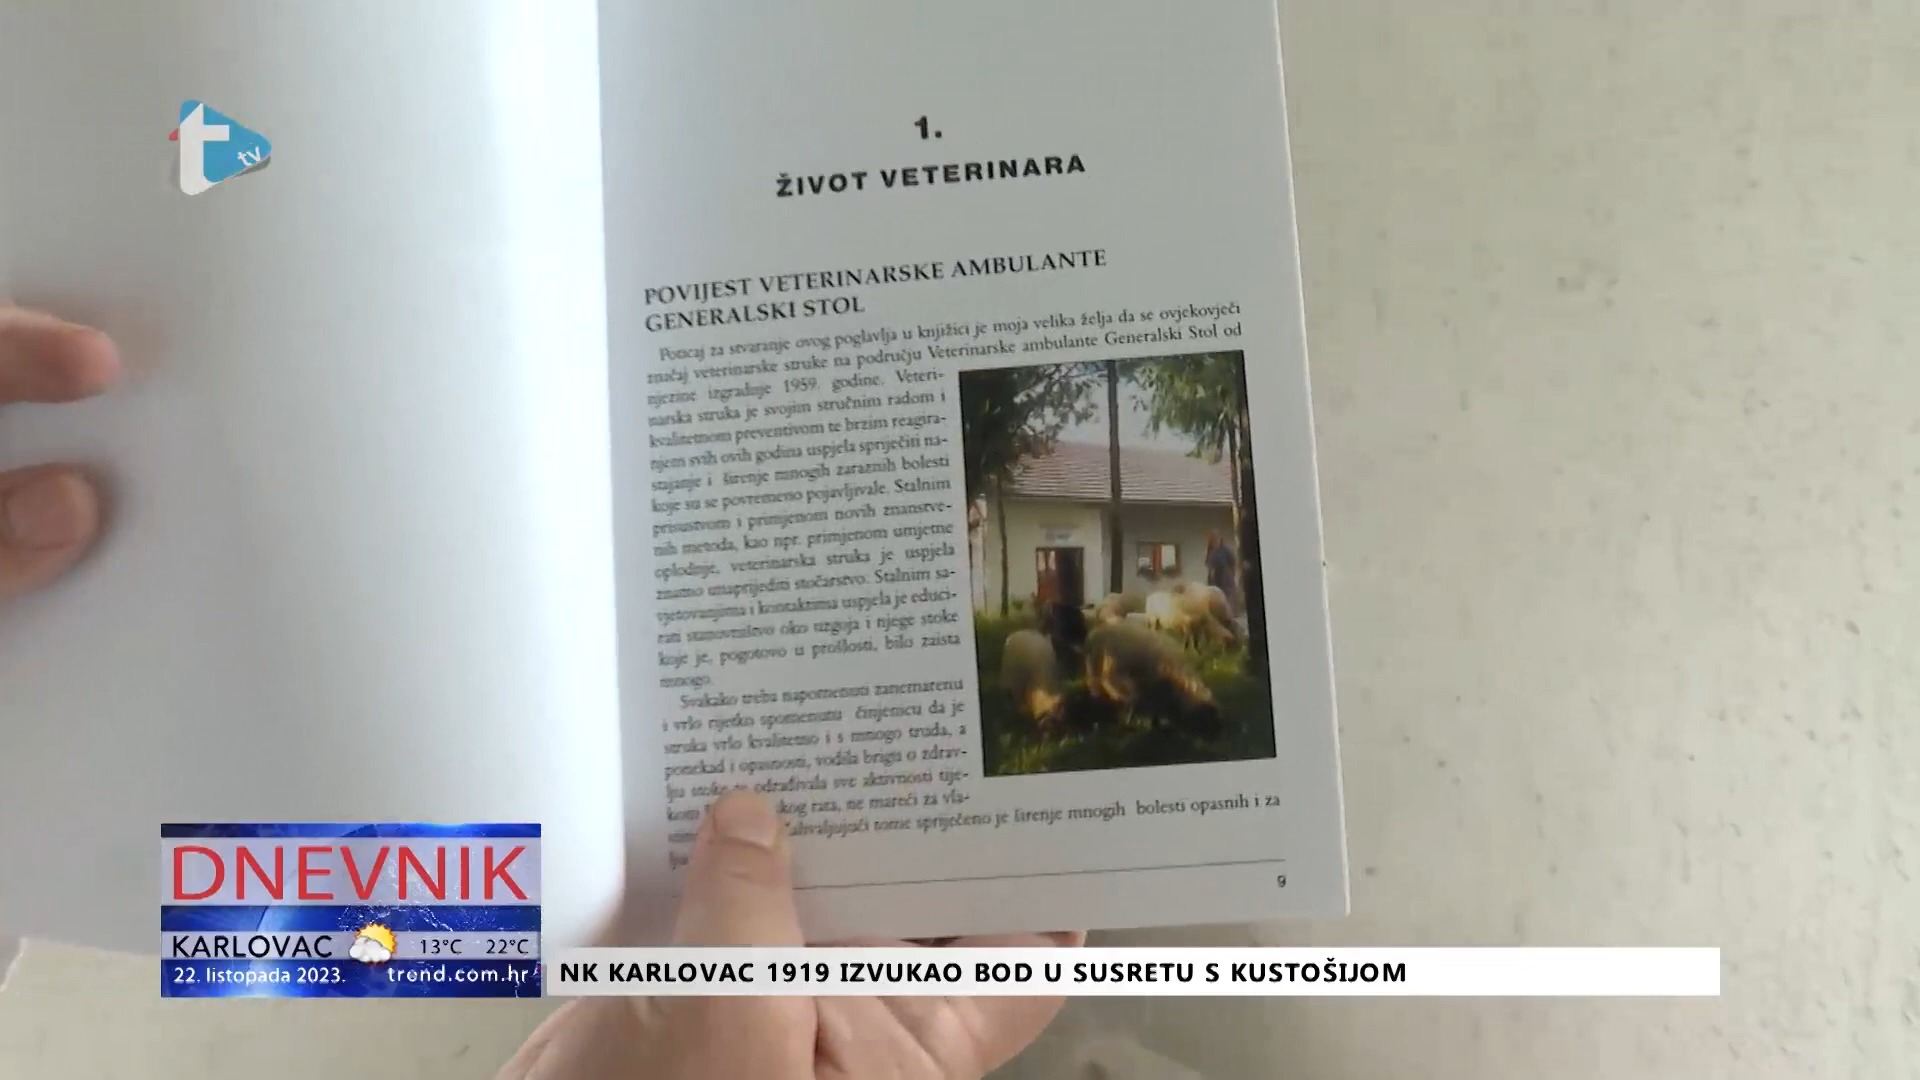 t tv
1.
ŽIVOT VETERINARA
POVIJEST VETERINARSKE AMBULANTE
GENERALSKI STOL
Poticaj za stvaranje ovog poglavlja u knjižici je moja velika želja da se ovjekovječi
značaj veterinarske struke na području Veterinarske ambulante Generalski Stol od
njezine izgradnje 1959. godine. Veteri-
narska struka je svojim stručnim radom i
kvalitetnom preventivom te brzim reagira-
njem svih ovih godina uspjela spriječiti na-
stajanje i širenje mnogih zaraznih bolesti
koje su se povremeno pojavljivale. Stalnim
prisustvom i primjenom novih znanstve-
nih metoda, kao npr. primjenom umjetne
oplodnje, veterinarska struka je uspjela
znatno unaprijediti stočarstvo. Stalnim sa-
vjetovanjima i kontaktima uspjela je educi-
rati stanovništvo oko uzgoja i njege stoke
koje je, pogotovo u prošlosti, bilo zaista
mnogo.
Svakako treba napomenuti zanemarenu
i vrlo rijetko spomenutu činjenicu da je
struka vrlo kvalitetno i s mnogo truda, a
ponekad i opasnosti, vodila brigu o zdrav-
lju stoke te odrađivala sve aktivnosti tije-
kom rata, ne mareći za vla-
tome spriječeno je širenje mnogih bolesti opasnih i za
9
DNEVNIK
KARLOVAC 13°C 22°C
22. listopada 2023. trend.com.hr
NK KARLOVAC 1919 IZVUKAO BOD U SUSRETU S KUSTOŠIJOM